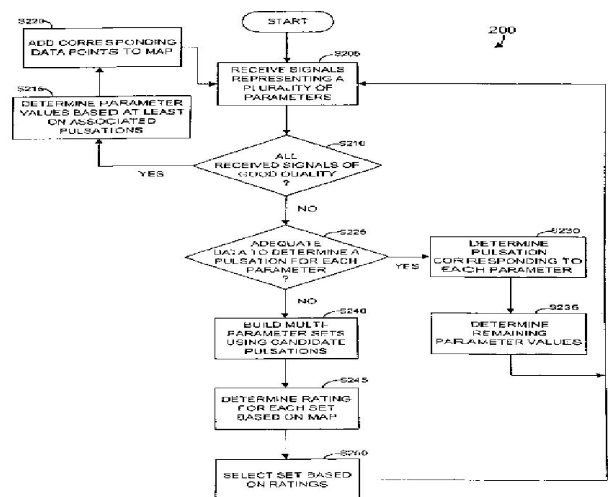 START
200
S205
RECEIVE SIGNALS
REPRESENTING A
PLURALITY OF
PARAMETERS
S220
ADD CORRESPONDING
DATA POINTS TO MAP
S215
DETERMINE PARAMETER
VALUES BASED AT LEAST
ON ASSOCIATED
PULSATIONS
S210
ALL
RECEIVED SIGNALS OF
GOOD QUALITY
?
YES
NO
S225
ADEQUATE
DATA TO DETERMINE A
PULSATION FOR EACH
PARAMETER
?
YES
NO
S230
DETERMINE
PULSATION
CORRESPONDING TO
EACH PARAMETER
S235
DETERMINE
REMAINING
PARAMETER VALUES
S240
BUILD MULTI-
PARAMETER SETS
USING CANDIDATE
PULSATIONS
S245
DETERMINE RATING
FOR EACH SET
BASED ON MAP
S250
SELECT SET BASED
ON RATINGS